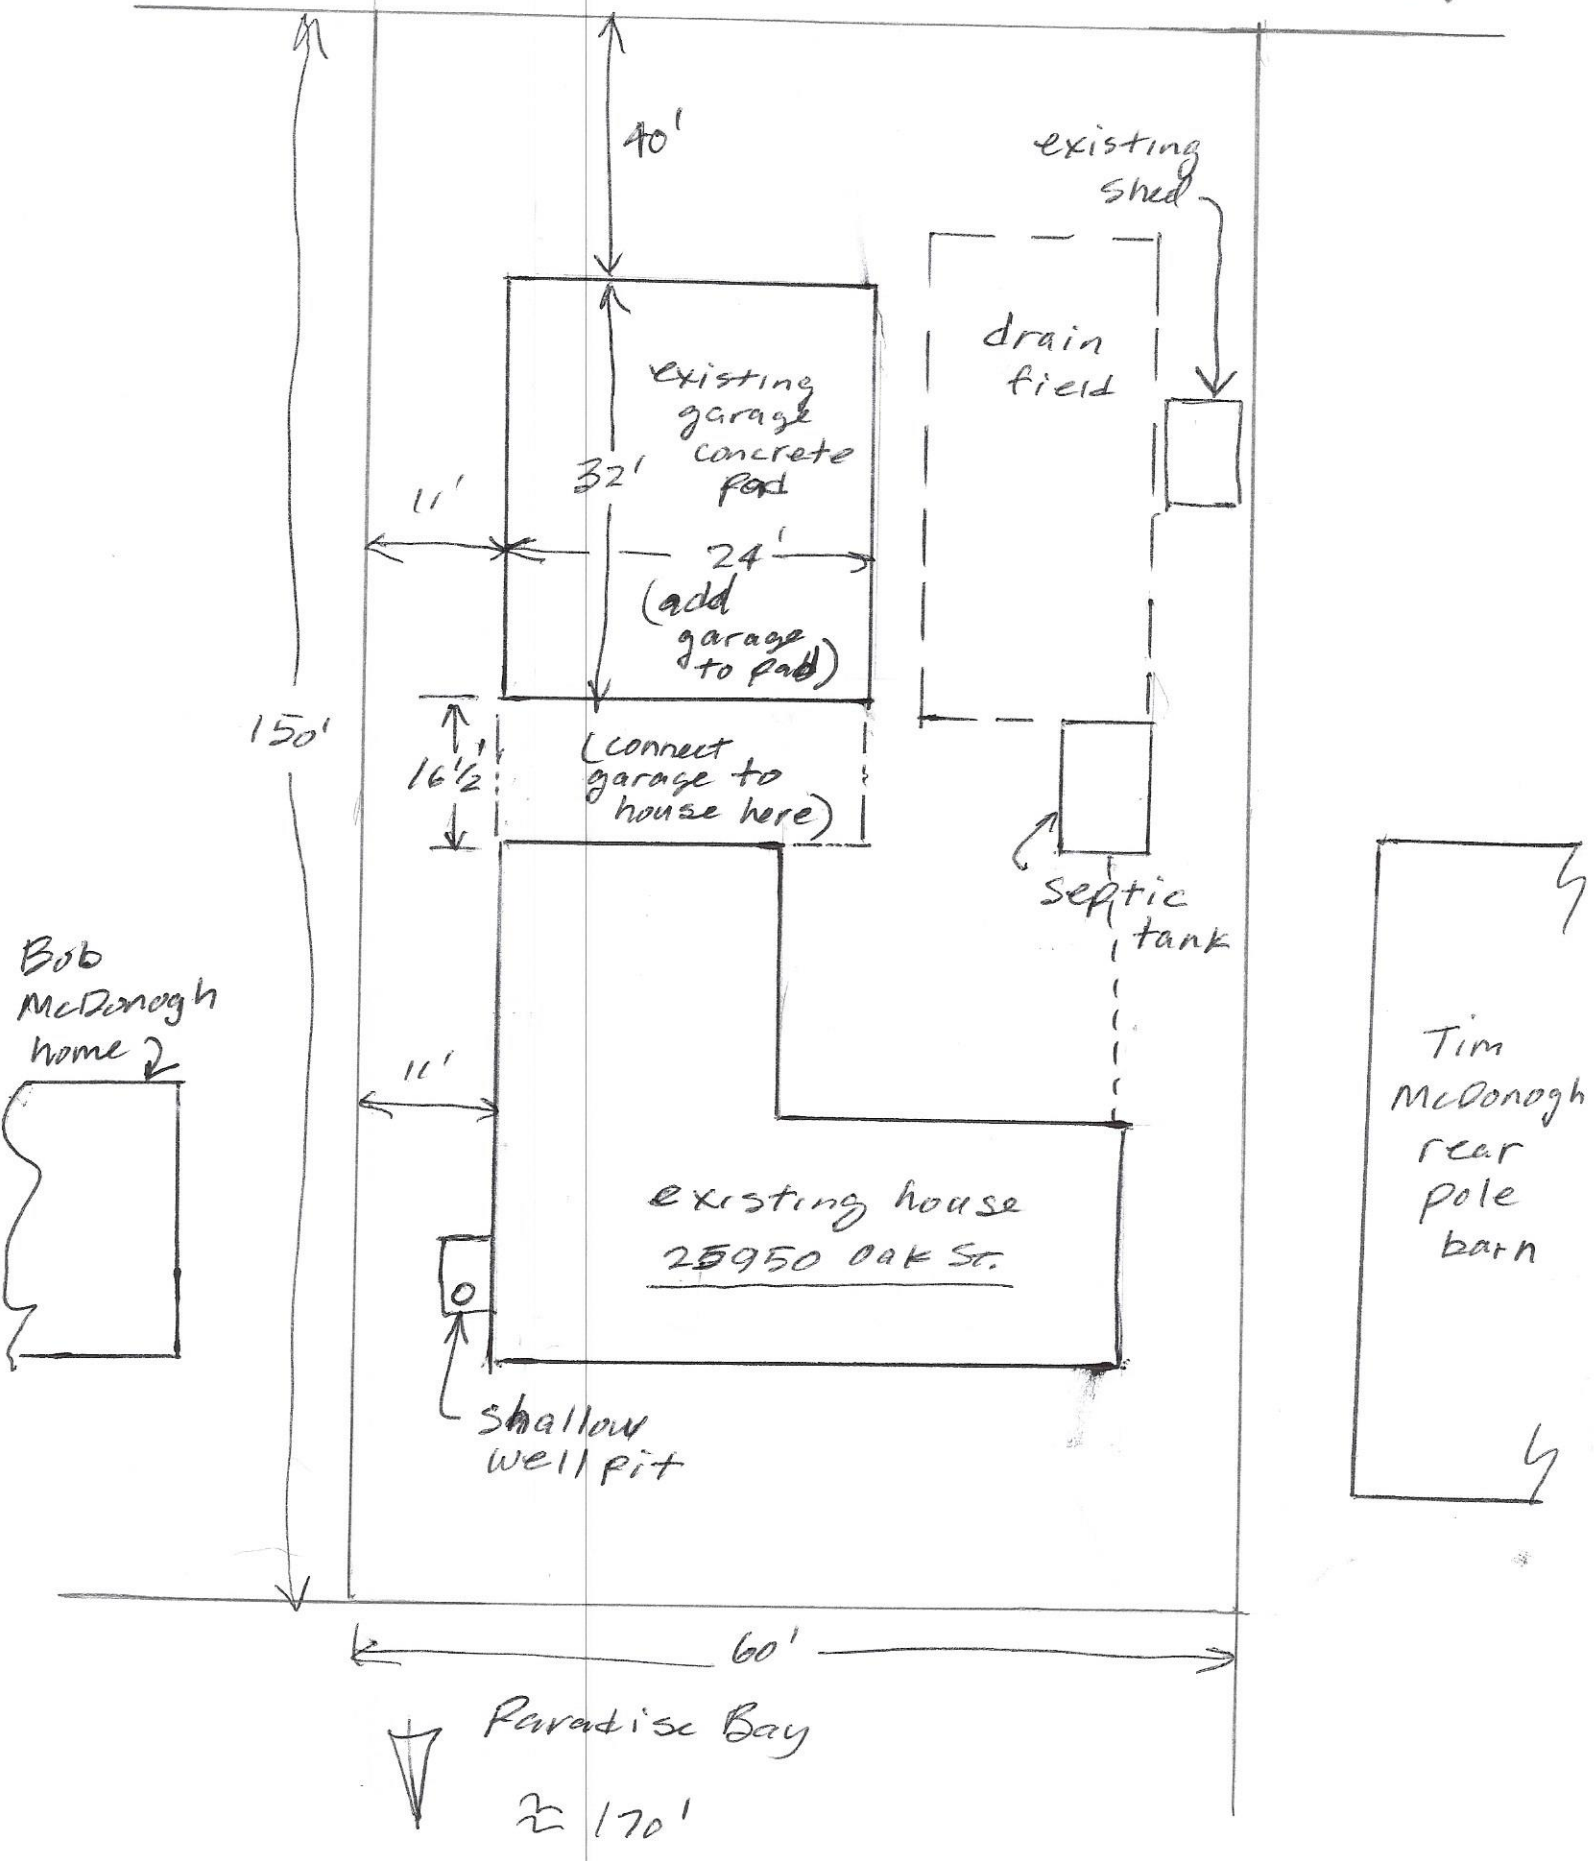 40'
existing
shed
drain
field
existing
garage
concrete
pad
32'
11'
24'
(add
garage
to pad)
150'
16 1/2'
(connect
garage to
house here)
septic
tank
Bob
McDonogh
home
11'
Tim
McDonogh
rear
pole
barn
existing house
25950 Oak St.
shallow
well pit
60'
Paradise Bay
≈ 170'